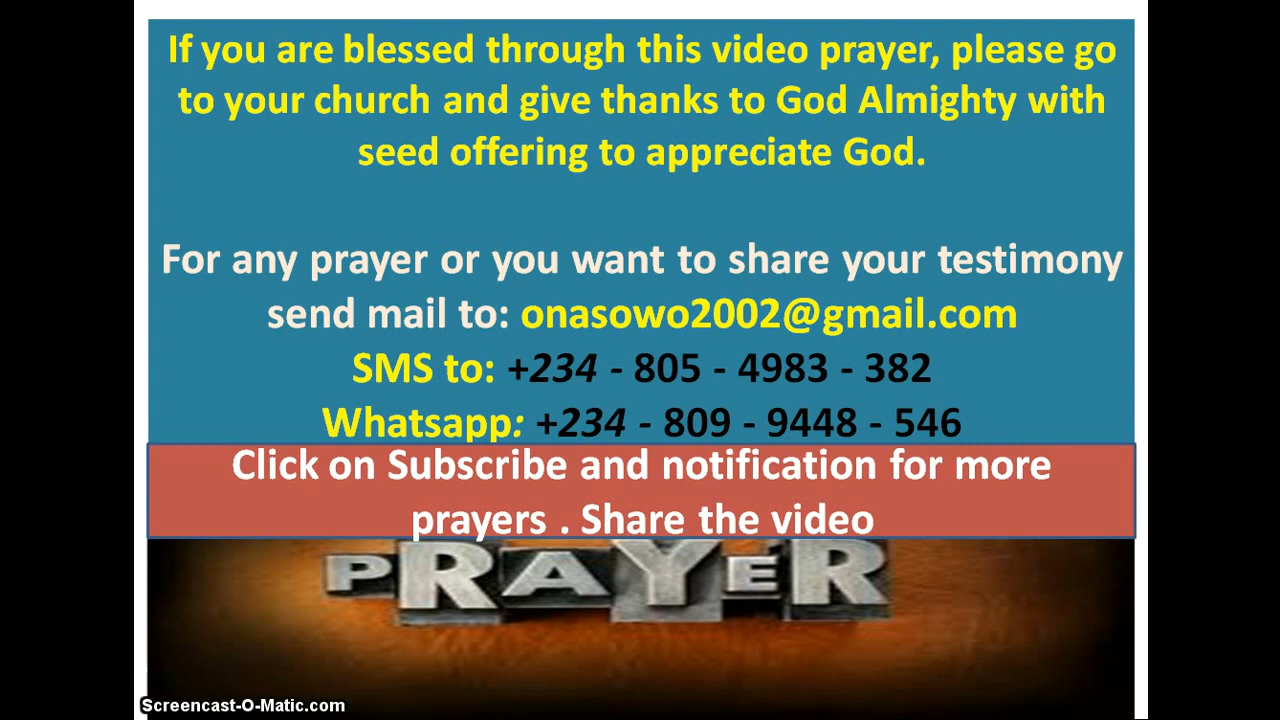 If you are blessed through this video prayer, please go
to your church and give thanks to God Almighty with
seed offering to appreciate God.
For any prayer or you want to share your testimony
send mail to: onasowo2002@gmail.com
SMS to: +234 - 805 - 4983 - 382
Whatsapp: +234 - 809 - 9448 - 546
Click on Subscribe and notification for more
prayers . Share the video
PRAYER
Screencast-O-Matic.com